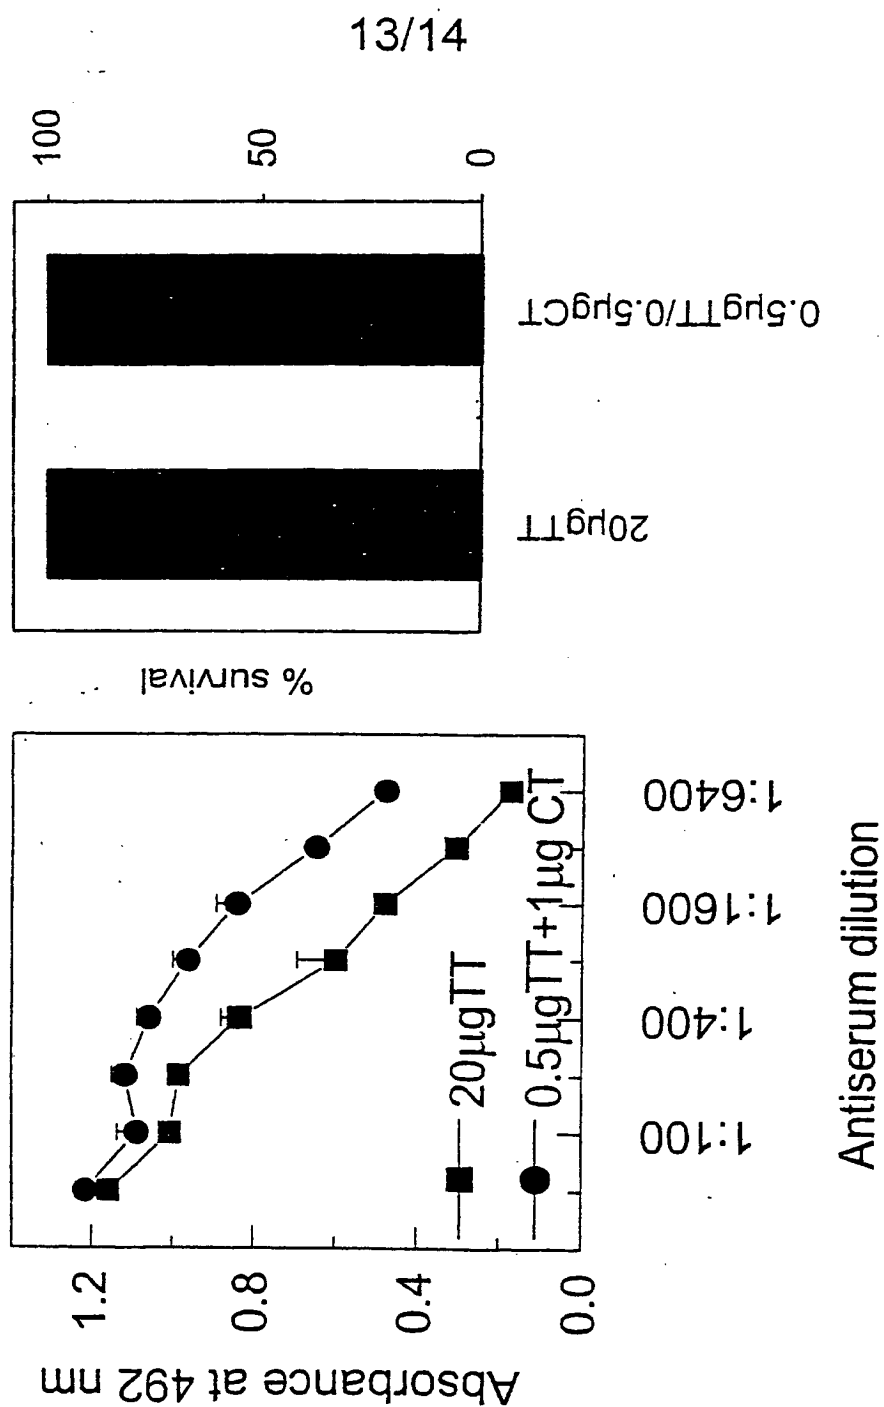 13/14
Absorbance at 492 nm
1.2
0.8
0.4
0.0
20µgTT
0.5µgTT+1µg CT
1:100
1:400
1:1600
1:6400
Antiserum dilution
% survival
100
50
0
20µgTT
0.5µgTT/0.5µgCT